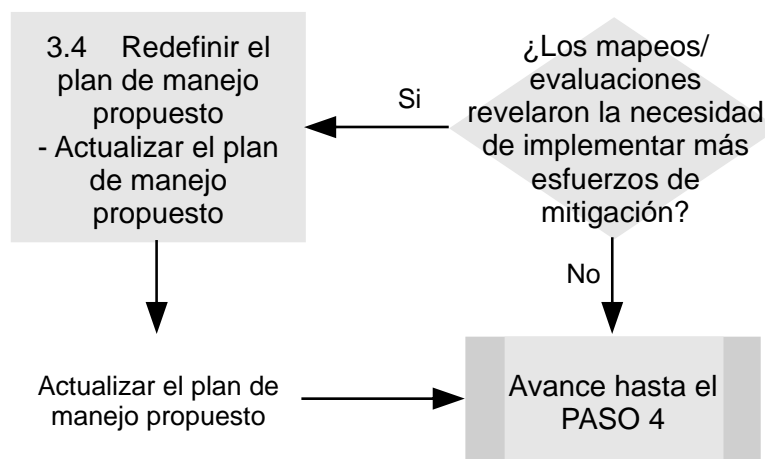 3.4 Redefinir el
plan de manejo
propuesto
- Actualizar el plan
de manejo
propuesto
Si
¿Los mapeos/
evaluaciones
revelaron la necesidad
de implementar más
esfuerzos de
mitigación?
No
Actualizar el plan de
manejo propuesto
Avance hasta el
PASO 4